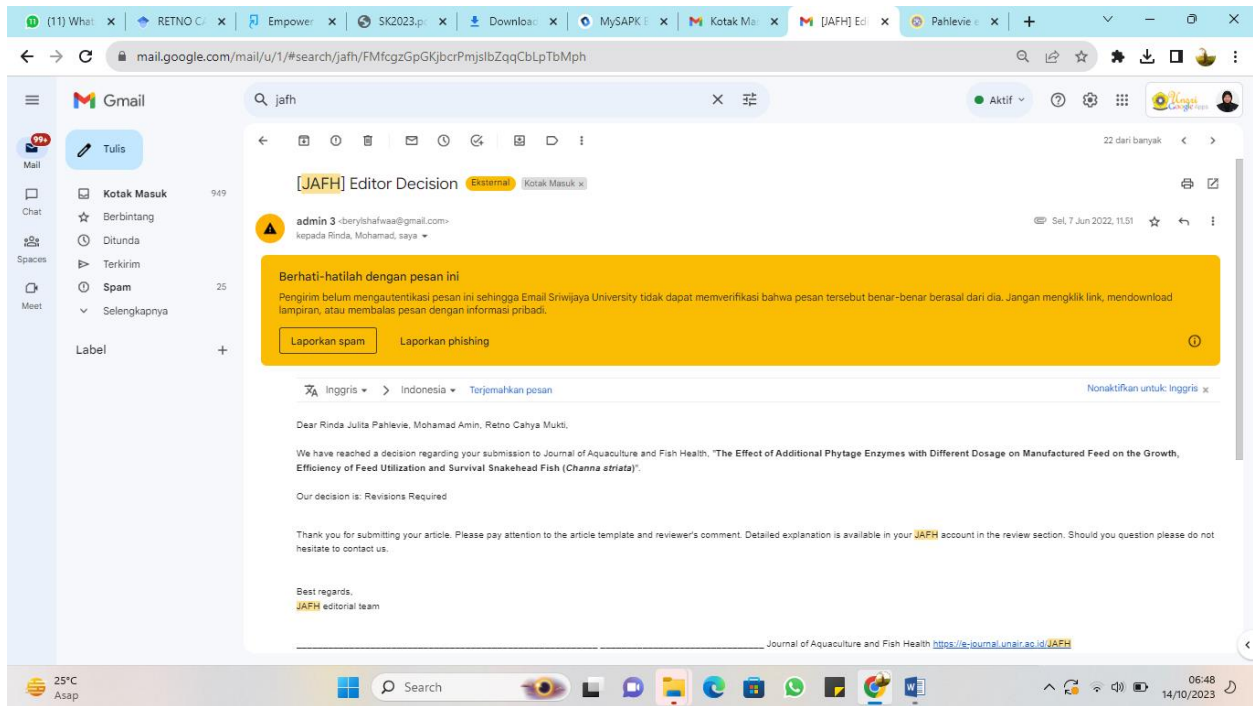 (11) What
RETNO CA
Empower
SK2023.p
Download
MySAPK
Kotak Ma
[JAFH] Ed
Pahlevie e
mail.google.com/mail/u/1/#search/jafh/FMfcgzGpGKjbcrPmjslbZqqCbLpTbMph
Gmail
jafh
Aktif
99+
Mail
Tulis
22 dari banyak
Chat
Spaces
Meet
Kotak Masuk 949
Berbintang
Ditunda
Terkirim
Spam 25
Selengkapnya
Label
[JAFH] Editor Decision Eksternal Kotak Masuk x
admin 3 <berylshafwaa@gmail.com> Sel, 7 Jun 2022, 11.51
kepada Rinda, Mohamad, saya
Berhati-hatilah dengan pesan ini
Pengirim belum mengautentikasi pesan ini sehingga Email Sriwijaya University tidak dapat memverifikasi bahwa pesan tersebut benar-benar berasal dari dia. Jangan mengklik link, mendownload
lampiran, atau membalas pesan dengan informasi pribadi.
Laporkan spam Laporkan phishing
Inggris > Indonesia Terjemahkan pesan Nonaktifkan untuk: Inggris x
Dear Rinda Julita Pahlevie, Mohamad Amin, Retno Cahya Mukti,
We have reached a decision regarding your submission to Journal of Aquaculture and Fish Health, "The Effect of Additional Phytage Enzymes with Different Dosage on Manufactured Feed on the Growth,
Efficiency of Feed Utilization and Survival Snakehead Fish (Channa striata)".
Our decision is: Revisions Required
Thank you for submitting your article. Please pay attention to the article template and reviewer's comment. Detailed explanation is available in your JAFH account in the review section. Should you question please do not
hesitate to contact us.
Best regards,
JAFH editorial team
Journal of Aquaculture and Fish Health https://e-journal.unair.ac.id/JAFH
25°C
Asap
Search
06:48
14/10/2023